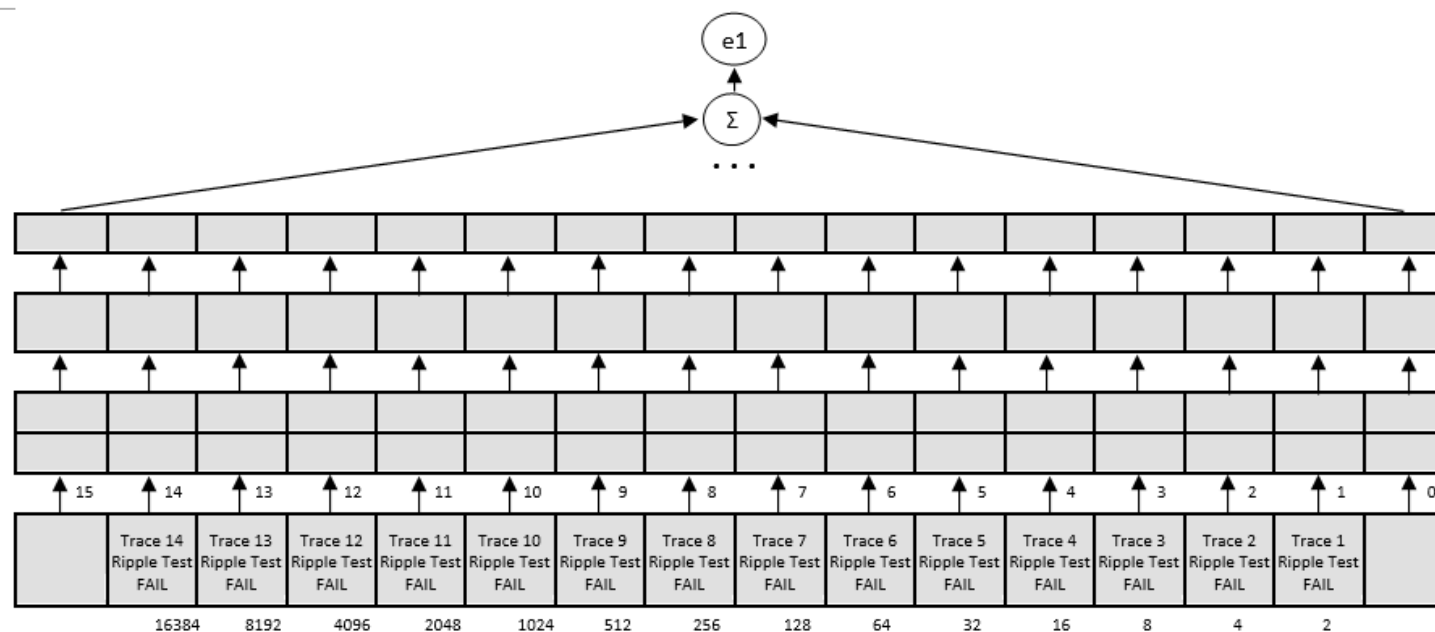 e1
Σ
...
15 14 13 12 11 10 9 8 7 6 5 4 3 2 1 0
Trace 14 Trace 13 Trace 12 Trace 11 Trace 10 Trace 9 Trace 8 Trace 7 Trace 6 Trace 5 Trace 4 Trace 3 Trace 2 Trace 1
Ripple Test Ripple Test Ripple Test Ripple Test Ripple Test Ripple Test Ripple Test Ripple Test Ripple Test Ripple Test Ripple Test Ripple Test Ripple Test Ripple Test
FAIL FAIL FAIL FAIL FAIL FAIL FAIL FAIL FAIL FAIL FAIL FAIL FAIL FAIL
16384 8192 4096 2048 1024 512 256 128 64 32 16 8 4 2